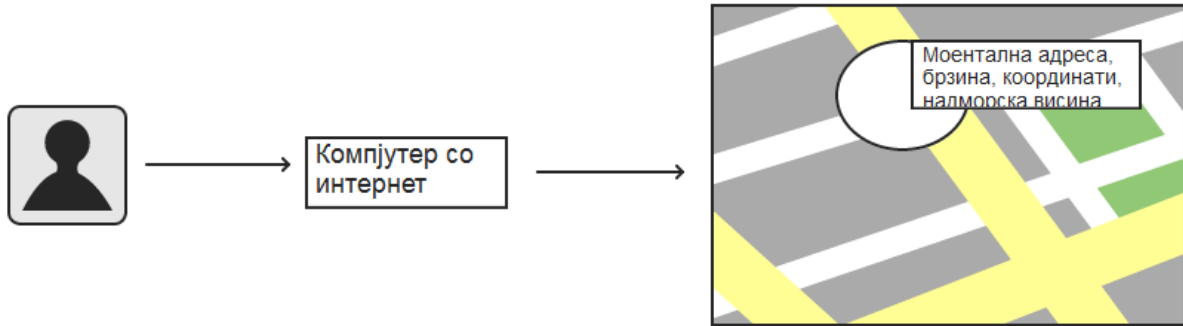 Компјутер со
интернет
Моентална адреса,
брзина, координати,
надморска висина